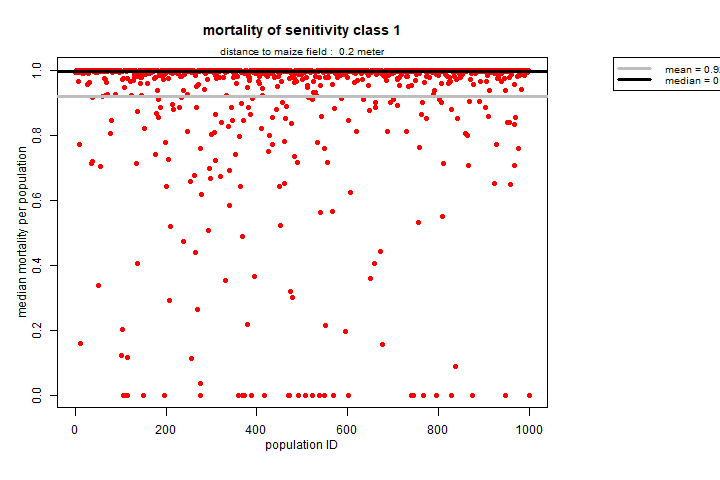 mortality of senitivity class 1
distance to maize field : 0.2 meter
mean = 0.9
median = 0
median mortality per population
1.0
0.8
0.6
0.4
0.2
0.0
0
200
400
600
800
1000
population ID